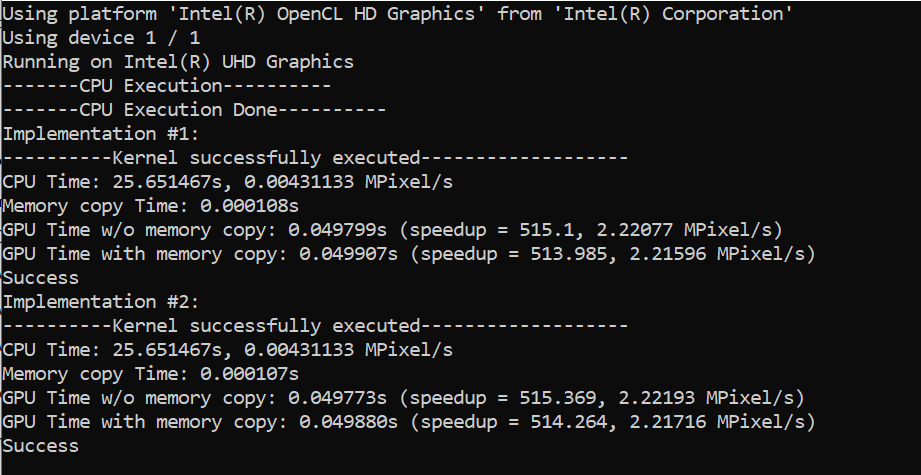 Using platform 'Intel(R) OpenCL HD Graphics' from 'Intel(R) Corporation'
Using device 1 / 1
Running on Intel(R) UHD Graphics
-------CPU Execution----------
-------CPU Execution Done----------
Implementation #1:
----------Kernel successfully executed-------------------
CPU Time: 25.651467s, 0.00431133 MPixel/s
Memory copy Time: 0.000108s
GPU Time w/o memory copy: 0.049799s (speedup = 515.1, 2.22077 MPixel/s)
GPU Time with memory copy: 0.049907s (speedup = 513.985, 2.21596 MPixel/s)
Success
Implementation #2:
----------Kernel successfully executed-------------------
CPU Time: 25.651467s, 0.00431133 MPixel/s
Memory copy Time: 0.000107s
GPU Time w/o memory copy: 0.049773s (speedup = 515.369, 2.22193 MPixel/s)
GPU Time with memory copy: 0.049880s (speedup = 514.264, 2.21716 MPixel/s)
Success